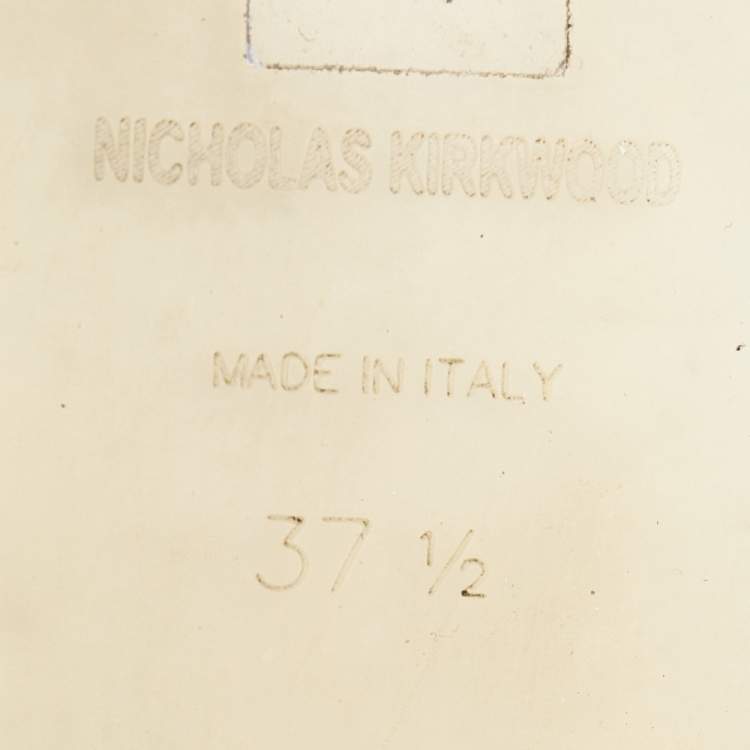 NICHOLAS KIRKWOOD
MADE IN ITALY
37 1/2